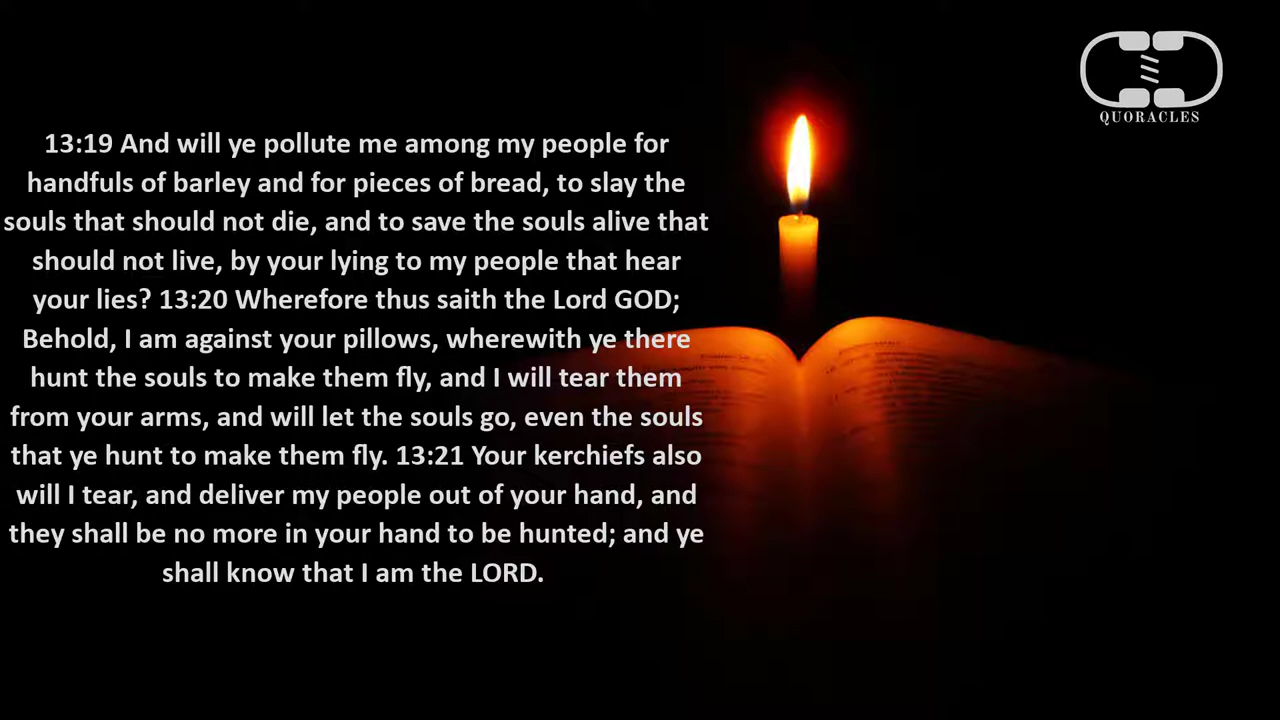 13:19 And will ye pollute me among my people for
handfuls of barley and for pieces of bread, to slay the
souls that should not die, and to save the souls alive that
should not live, by your lying to my people that hear
your lies? 13:20 Wherefore thus saith the Lord GOD;
Behold, I am against your pillows, wherewith ye there
hunt the souls to make them fly, and I will tear them
from your arms, and will let the souls go, even the souls
that ye hunt to make them fly. 13:21 Your kerchiefs also
will I tear, and deliver my people out of your hand, and
they shall be no more in your hand to be hunted; and ye
shall know that I am the LORD.
QUORACLES